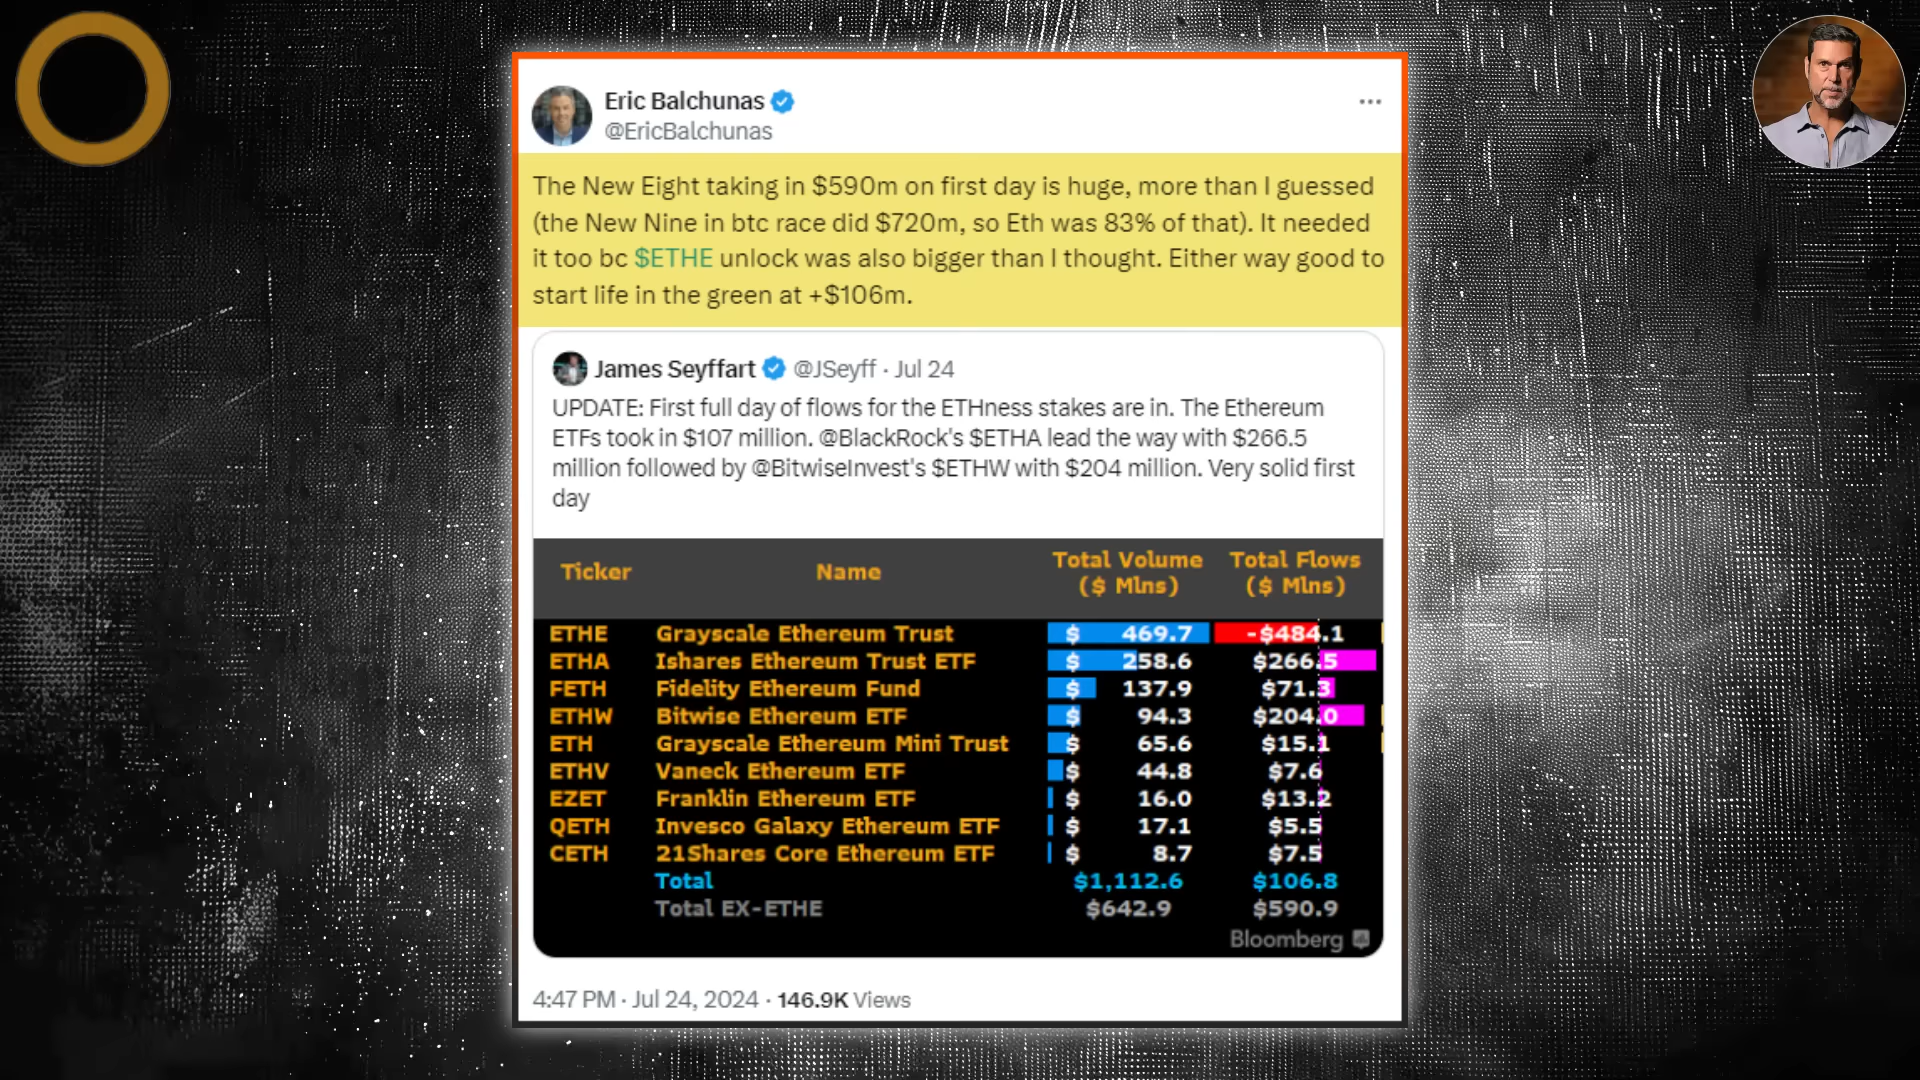 Eric Balchunas
@EricBalchunas
The New Eight taking in $590m on first day is huge, more than I guessed
(the New Nine in btc race did $720m, so Eth was 83% of that). It needed
it too bc $ETHE unlock was also bigger than I thought. Either way good to
start life in the green at +$106m.
James Seyffart @JSeyff · Jul 24
UPDATE: First full day of flows for the ETHness stakes are in. The Ethereum
ETFs took in $107 million. @BlackRock's $ETHA lead the way with $266.5
million followed by @BitwiseInvest's $ETHW with $204 million. Very solid first
day
Ticker Name Total Volume ($ Mlns) Total Flows ($ Mlns)
ETHE Grayscale Ethereum Trust $ 469.7 -$484.1
ETHA Ishares Ethereum Trust ETF $ 258.6 $266.5
FETH Fidelity Ethereum Fund $ 137.9 $71.3
ETHW Bitwise Ethereum ETF $ 94.3 $204.0
ETH Grayscale Ethereum Mini Trust $ 65.6 $15.1
ETHV Vaneck Ethereum ETF $ 44.8 $7.6
EZET Franklin Ethereum ETF $ 16.0 $13.2
QETH Invesco Galaxy Ethereum ETF $ 17.1 $5.5
CETH 21Shares Core Ethereum ETF $ 8.7 $7.5
Total $1,112.6 $106.8
Total EX-ETHE $642.9 $590.9
Bloomberg
4:47 PM · Jul 24, 2024 · 146.9K Views